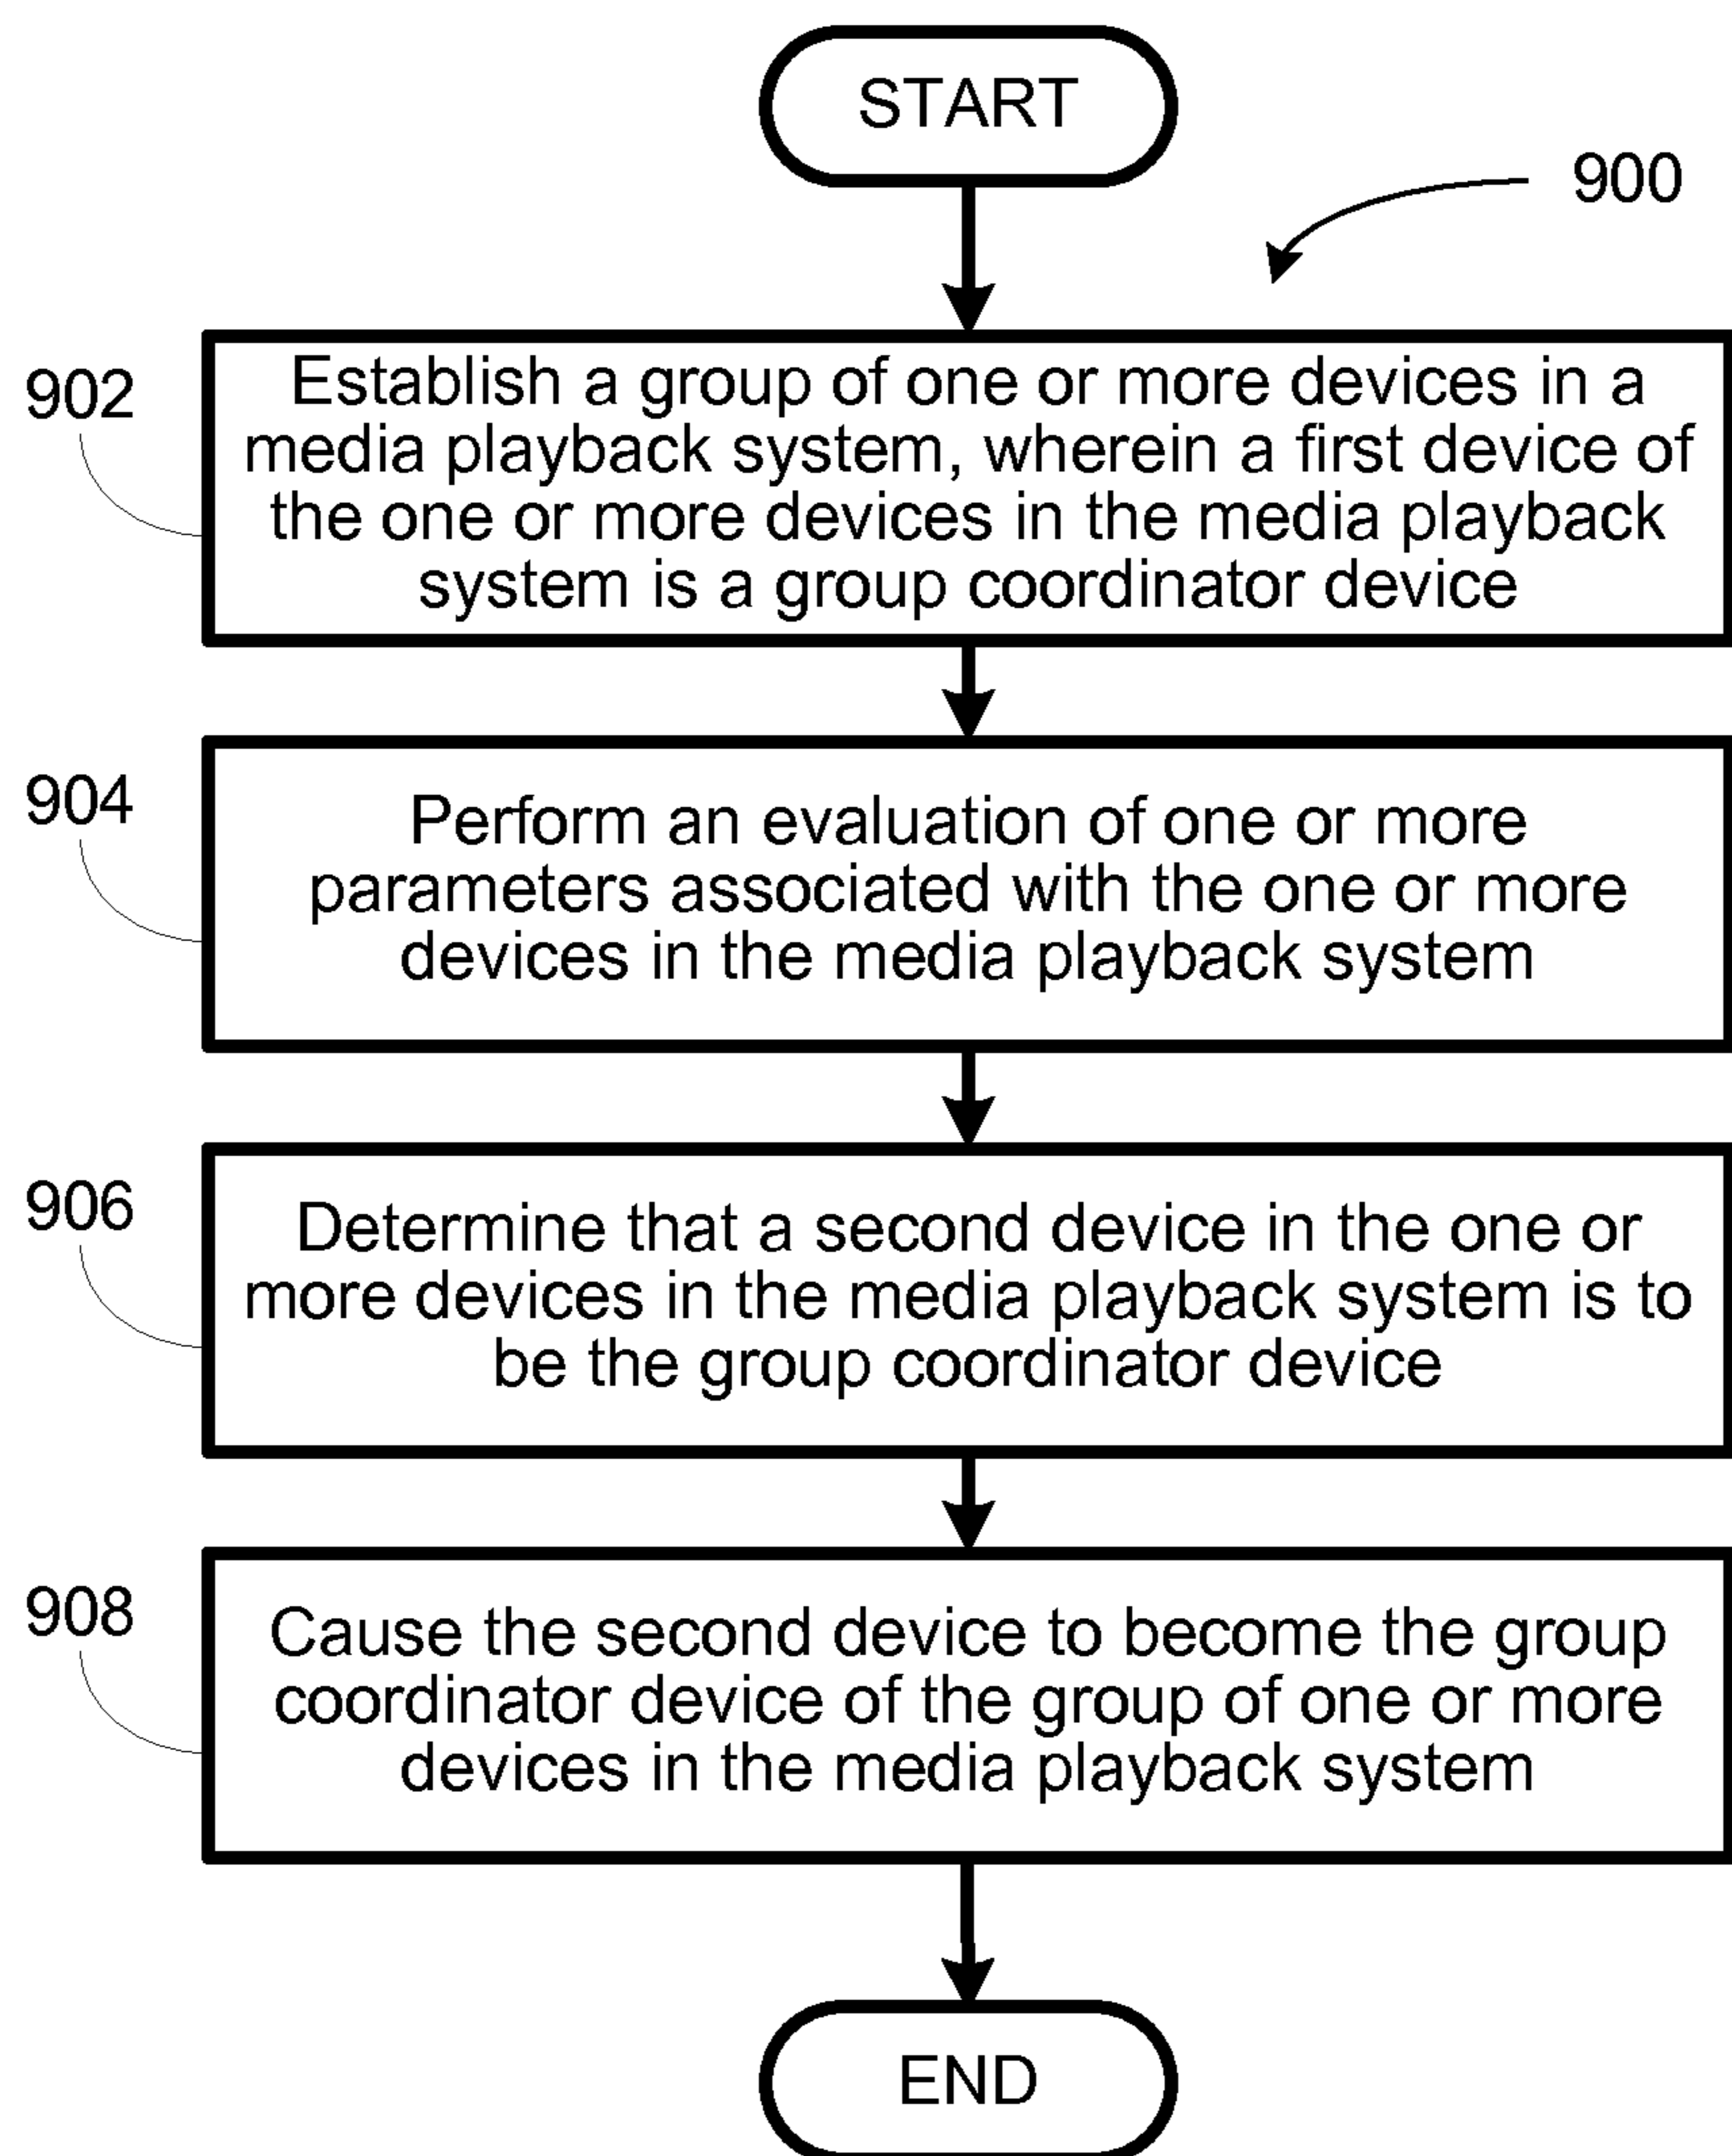 START
900
902
Establish a group of one or more devices in a
media playback system, wherein a first device of
the one or more devices in the media playback
system is a group coordinator device
904
Perform an evaluation of one or more
parameters associated with the one or more
devices in the media playback system
906
Determine that a second device in the one or
more devices in the media playback system is to
be the group coordinator device
908
Cause the second device to become the group
coordinator device of the group of one or more
devices in the media playback system
END